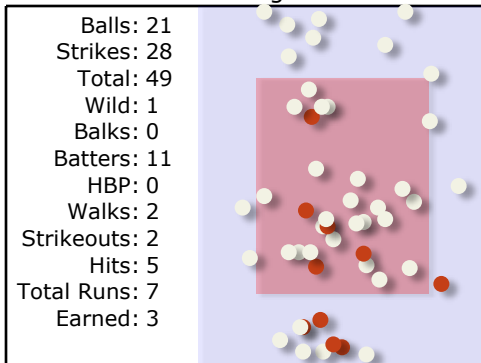 Balls: 21
Strikes: 28
Total: 49
Wild: 1
Balks: 0
Batters: 11
HBP: 0
Walks: 2
Strikeouts: 2
Hits: 5
Total Runs: 7
Earned: 3